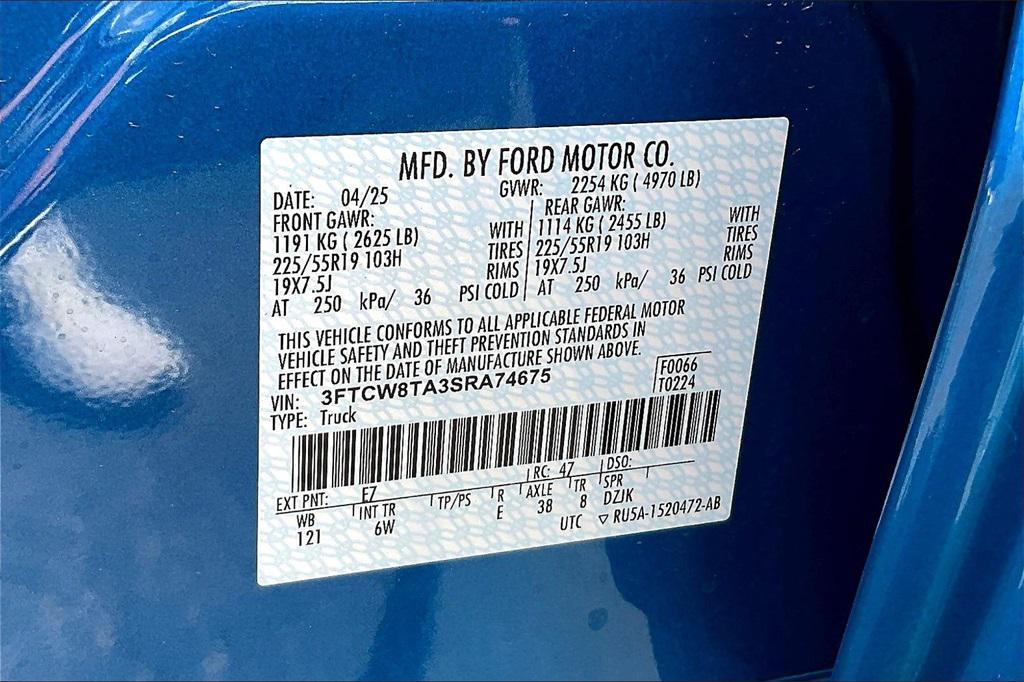 MFD. BY FORD MOTOR CO.
DATE: 04/25 GVWR: 2254 KG ( 4970 LB)
FRONT GAWR: REAR GAWR:
1191 KG ( 2625 LB) WITH 1114 KG ( 2455 LB) WITH
225/55R19 103H TIRES 225/55R19 103H TIRES
19X7.5J RIMS 19X7.5J RIMS
AT 250 kPa/ 36 PSI COLD AT 250 kPa/ 36 PSI COLD
THIS VEHICLE CONFORMS TO ALL APPLICABLE FEDERAL MOTOR
VEHICLE SAFETY AND THEFT PREVENTION STANDARDS IN
EFFECT ON THE DATE OF MANUFACTURE SHOWN ABOVE.
VIN: 3FTCW8TA3SRA74675 F0066
TYPE: Truck T0224
EXT PNT: E7 RC: 47 DSO:
WB INT TR TP/PS R AXLE TR SPR
121 6W E 38 8 DZJK
UTC ▽ RU5A-1520472-AB